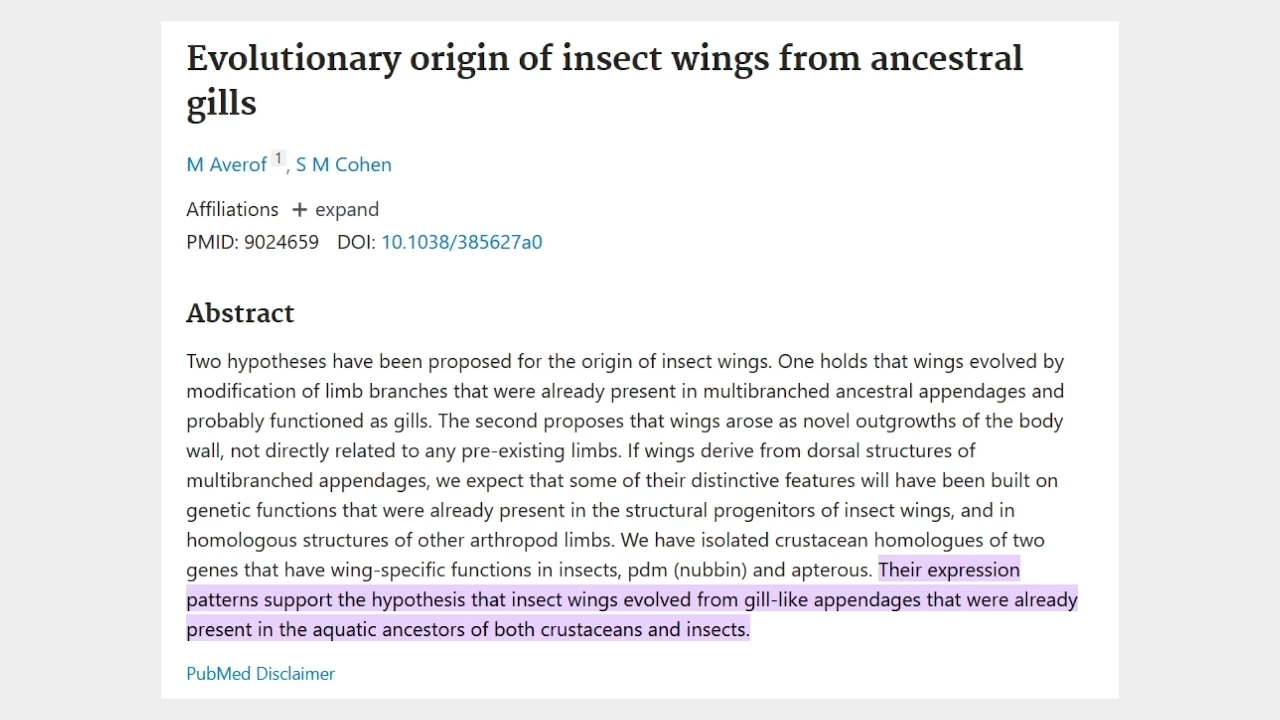 Evolutionary origin of insect wings from ancestral
gills
M Averof 1, S M Cohen
Affiliations + expand
PMID: 9024659 DOI: 10.1038/385627a0
Abstract
Two hypotheses have been proposed for the origin of insect wings. One holds that wings evolved by
modification of limb branches that were already present in multibranched ancestral appendages and
probably functioned as gills. The second proposes that wings arose as novel outgrowths of the body
wall, not directly related to any pre-existing limbs. If wings derive from dorsal structures of
multibranched appendages, we expect that some of their distinctive features will have been built on
genetic functions that were already present in the structural progenitors of insect wings, and in
homologous structures of other arthropod limbs. We have isolated crustacean homologues of two
genes that have wing-specific functions in insects, pdm (nubbin) and apterous. Their expression
patterns support the hypothesis that insect wings evolved from gill-like appendages that were already
present in the aquatic ancestors of both crustaceans and insects.
PubMed Disclaimer